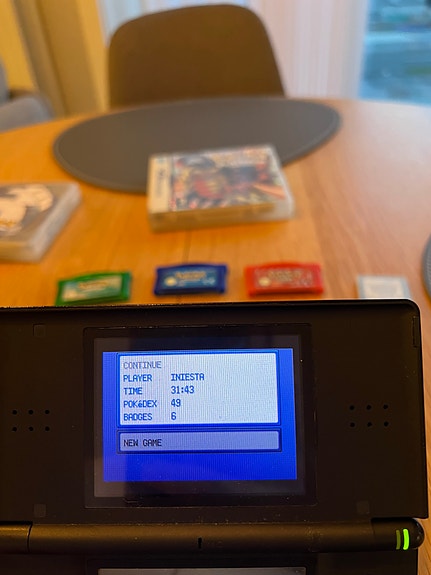 CONTINUE
PLAYER INIESTA
TIME 31:43
POKéDEX 49
BADGES 6
NEW GAME